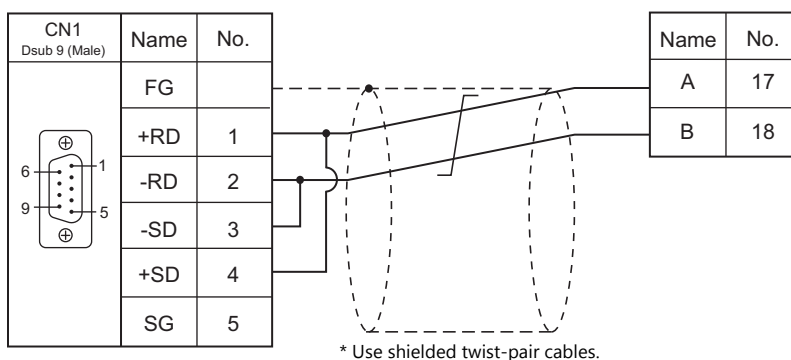 CN1
Dsub 9 (Male)
Name No.
FG
+RD 1
-RD 2
-SD 3
+SD 4
SG 5
6 1
9 5
Name No.
A 17
B 18
* Use shielded twist-pair cables.